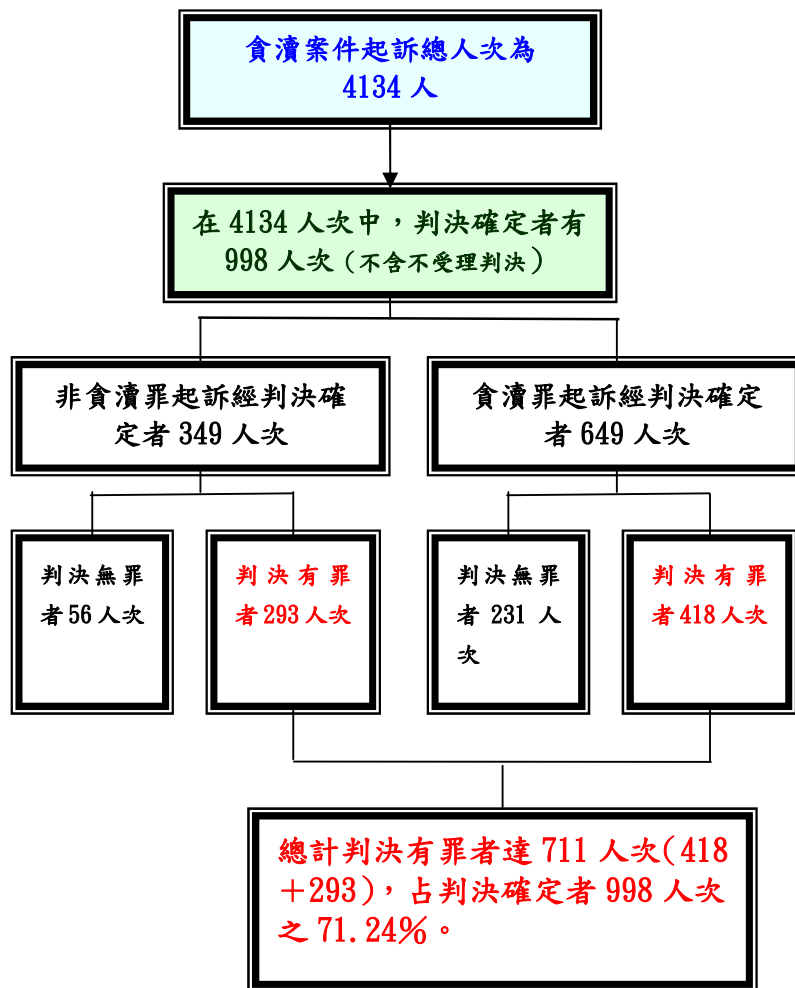 貪瀆案件起訴總人次為
4134 人
在 4134 人次中，判決確定者有
998 人次（不含不受理判決）
非貪瀆罪起訴經判決確
定者 349 人次
貪瀆罪起訴經判決確定
者 649 人次
判決無罪
者 56 人次
判決有罪
者 293 人次
判決無罪
者 231 人
次
判決有罪
者 418 人次
總計判決有罪者達 711 人次(418
＋293)，占判決確定者 998 人次
之 71.24％。